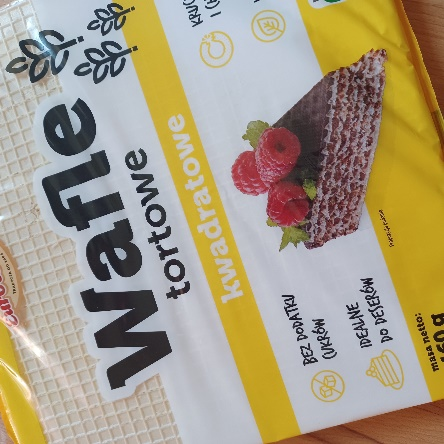 Wafle
tortowe
kwadratowe
BEZ DODATKU
CUKRÓW
IDEALNE
DO DESERÓW
masa netto: